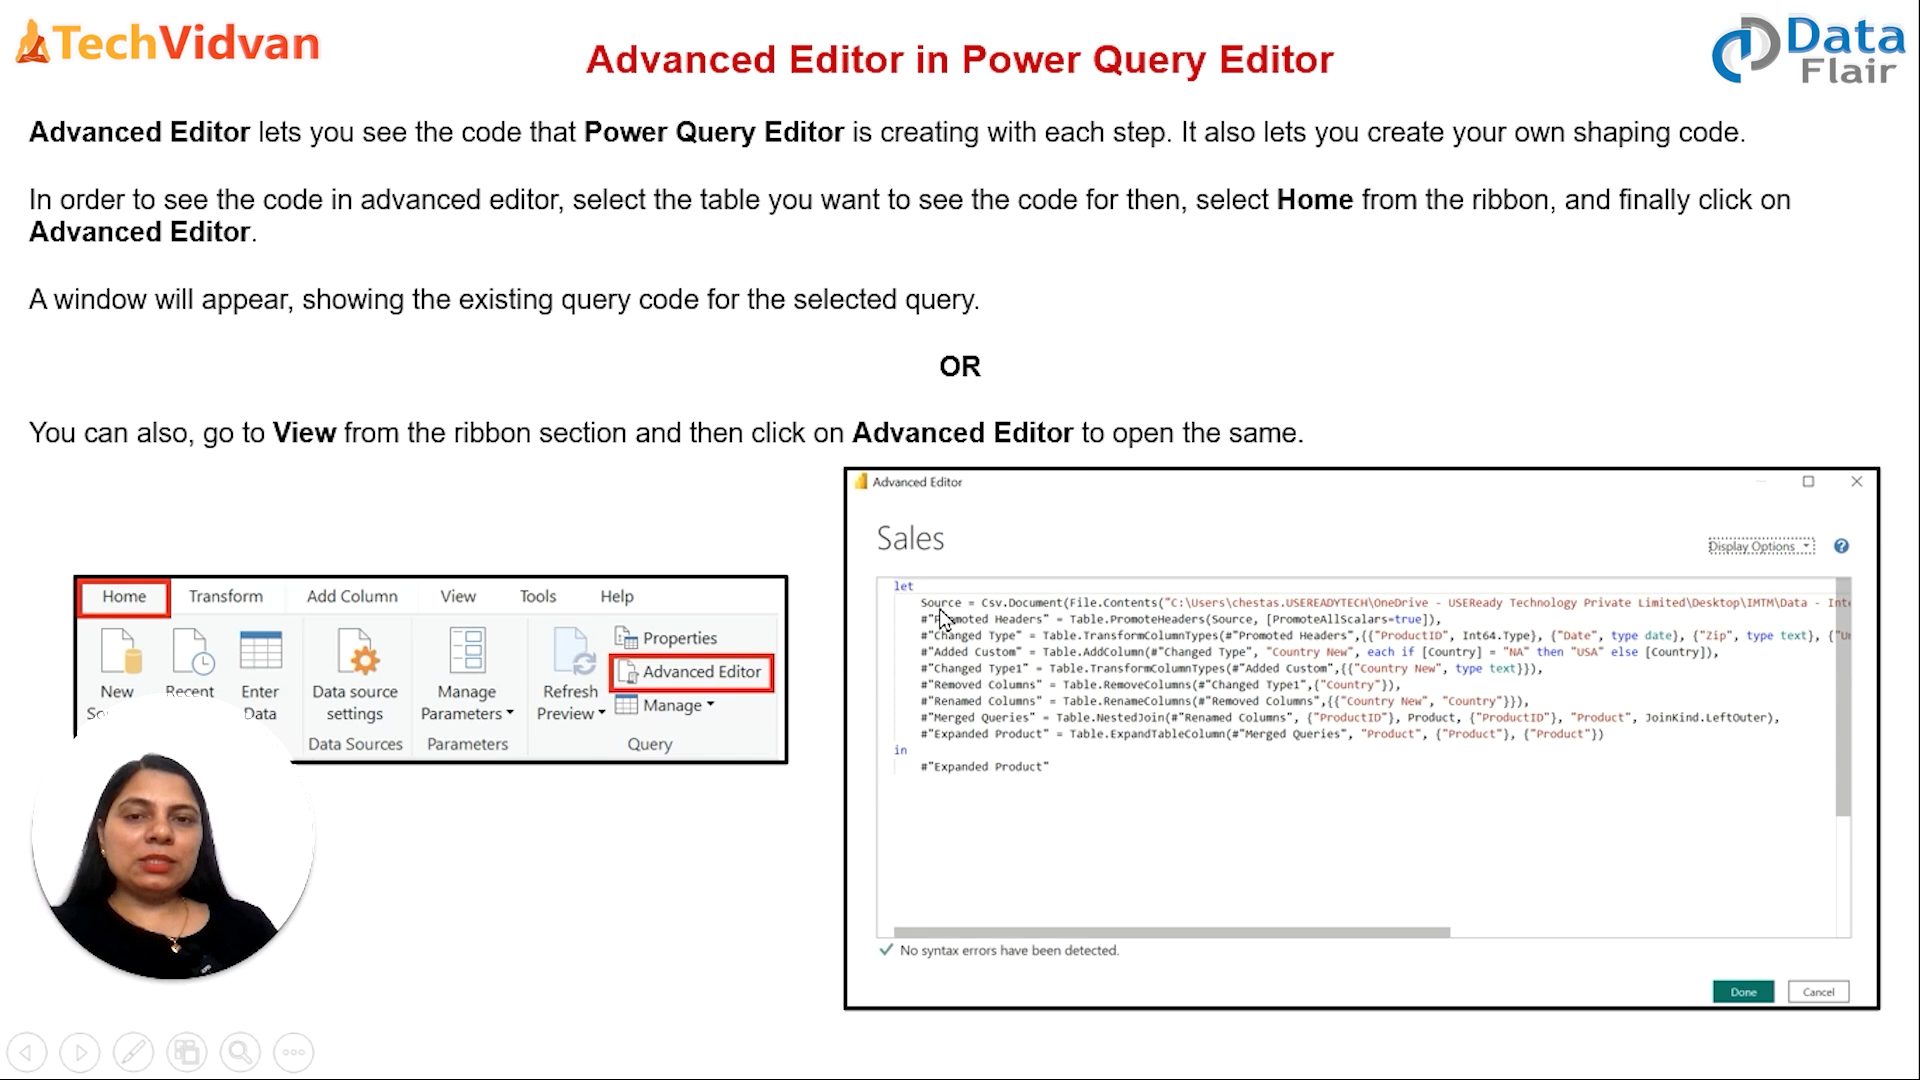 TechVidvan
Advanced Editor in Power Query Editor
Data
Flair
Advanced Editor lets you see the code that Power Query Editor is creating with each step. It also lets you create your own shaping code.
In order to see the code in advanced editor, select the table you want to see the code for then, select Home from the ribbon, and finally click on
Advanced Editor.
A window will appear, showing the existing query code for the selected query.
OR
You can also, go to View from the ribbon section and then click on Advanced Editor to open the same.
Home Transform Add Column View Tools Help
New
Recent
Enter
Data
Data source
settings
Manage
Parameters
Refresh
Preview
Properties
Advanced Editor
Manage
Data Sources
Parameters
Query
Advanced Editor
Sales
Display Options
let
Source = Csv.Document(File.Contents("C:\Users\chestas.USEREADYTECH\OneDrive - USEReady Technology Private Limited\Desktop\IMTM\Data - Inte
#"Promoted Headers" = Table.PromoteHeaders(Source, [PromoteAllScalars=true]),
#"Changed Type" = Table.TransformColumnTypes(#"Promoted Headers",{{"ProductID", Int64.Type}, {"Date", type date}, {"Zip", type text}, {"U
#"Added Custom" = Table.AddColumn(#"Changed Type", "Country New", each if [Country] = "NA" then "USA" else [Country]),
#"Changed Type1" = Table.TransformColumnTypes(#"Added Custom",{{"Country New", type text}}),
#"Removed Columns" = Table.RemoveColumns(#"Changed Type1",{"Country"}),
#"Renamed Columns" = Table.RenameColumns(#"Removed Columns",{{"Country New", "Country"}}),
#"Merged Queries" = Table.NestedJoin(#"Renamed Columns", {"ProductID"}, Product, {"ProductID"}, "Product", JoinKind.LeftOuter),
#"Expanded Product" = Table.ExpandTableColumn(#"Merged Queries", "Product", {"Product"}, {"Product"})
in
#"Expanded Product"
No syntax errors have been detected.
Done
Cancel